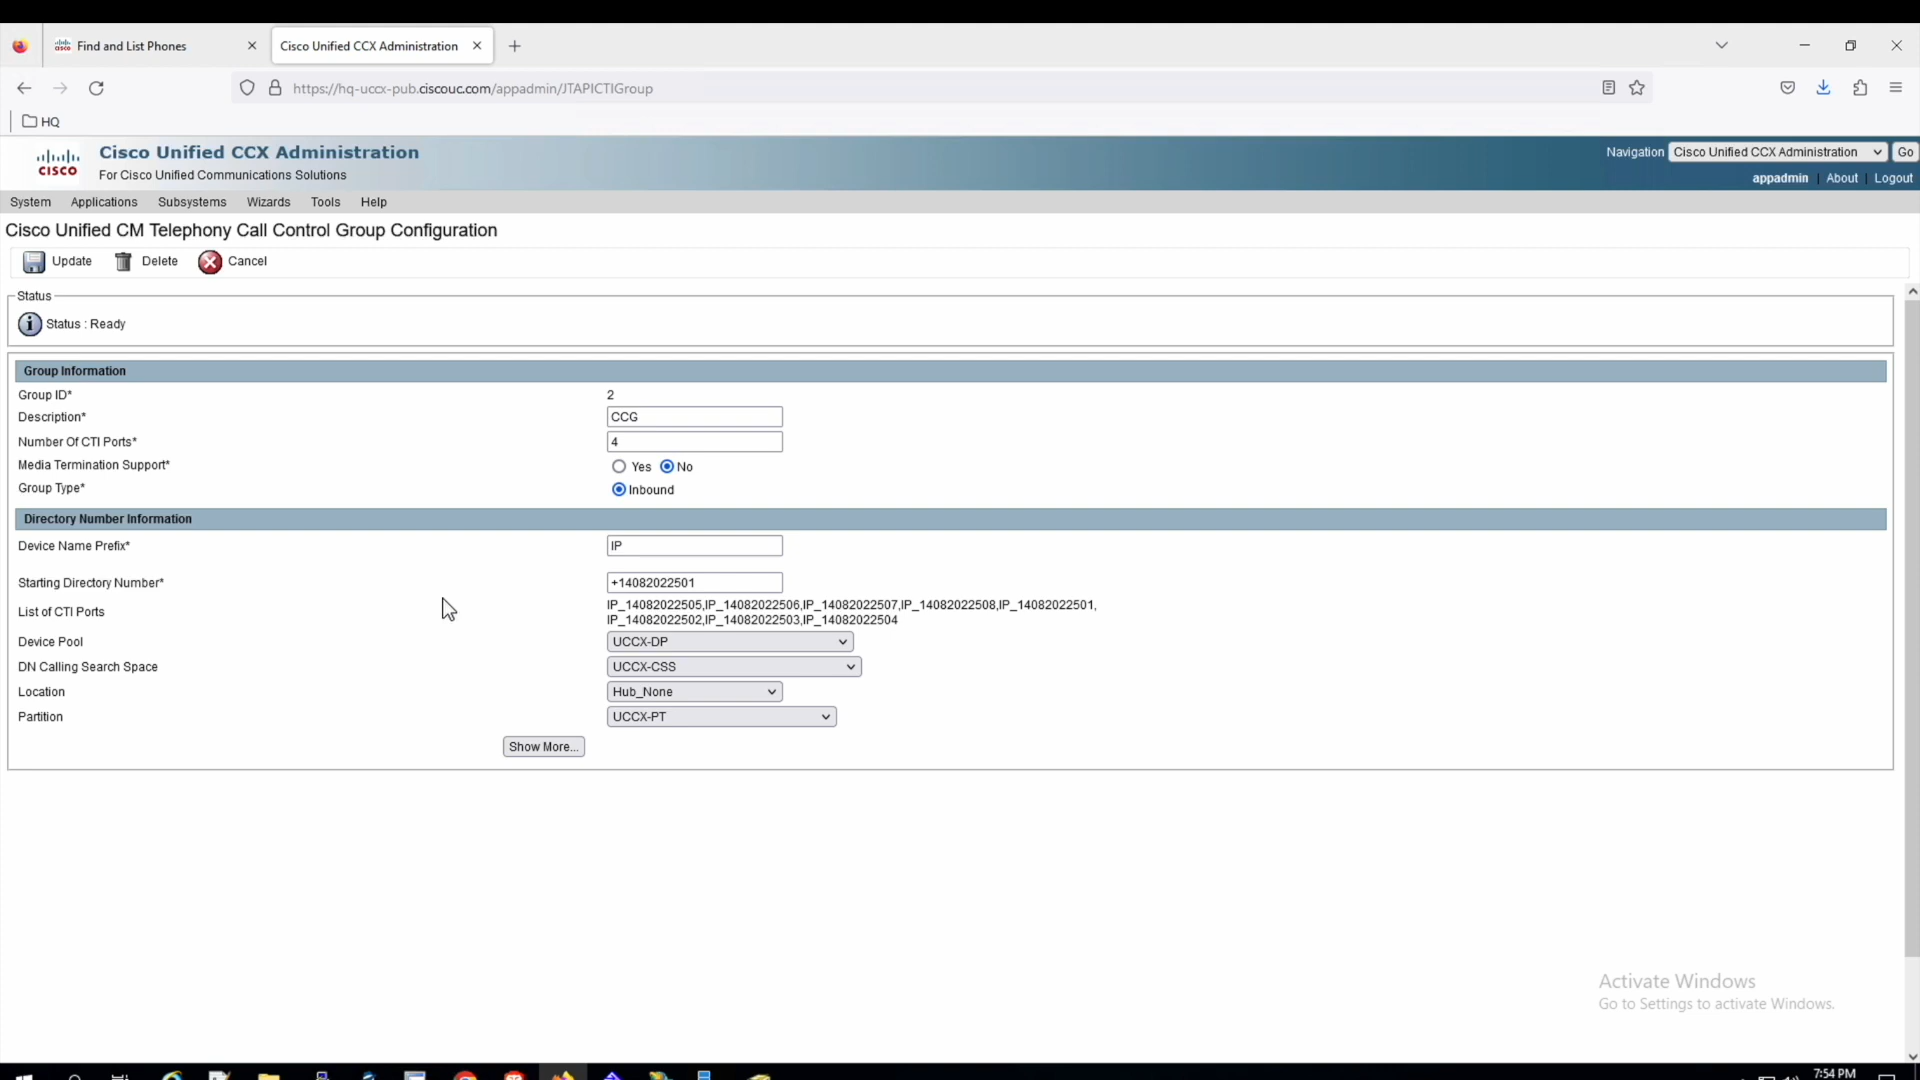 Find and List Phones
Cisco Unified CCX Administration
https://hq-uccx-pub.ciscouc.com/appadmin/JTAPICTIGroup
HQ
CISCO
Cisco Unified CCX Administration
For Cisco Unified Communications Solutions
Navigation Cisco Unified CCX Administration Go
appadmin | About | Logout
System Applications Subsystems Wizards Tools Help
Cisco Unified CM Telephony Call Control Group Configuration
Update Delete Cancel
Status
Status : Ready
Group Information
Group ID* 2
Description* CCG
Number Of CTI Ports* 4
Media Termination Support* Yes No
Group Type* Inbound
Directory Number Information
Device Name Prefix* IP
Starting Directory Number* +14082022501
List of CTI Ports IP_14082022505,IP_14082022506,IP_14082022507,IP_14082022508,IP_14082022501,
IP_14082022502,IP_14082022503,IP_14082022504
Device Pool UCCX-DP
DN Calling Search Space UCCX-CSS
Location Hub_None
Partition UCCX-PT
Show More...
Activate Windows
Go to Settings to activate Windows.
7:54 PM